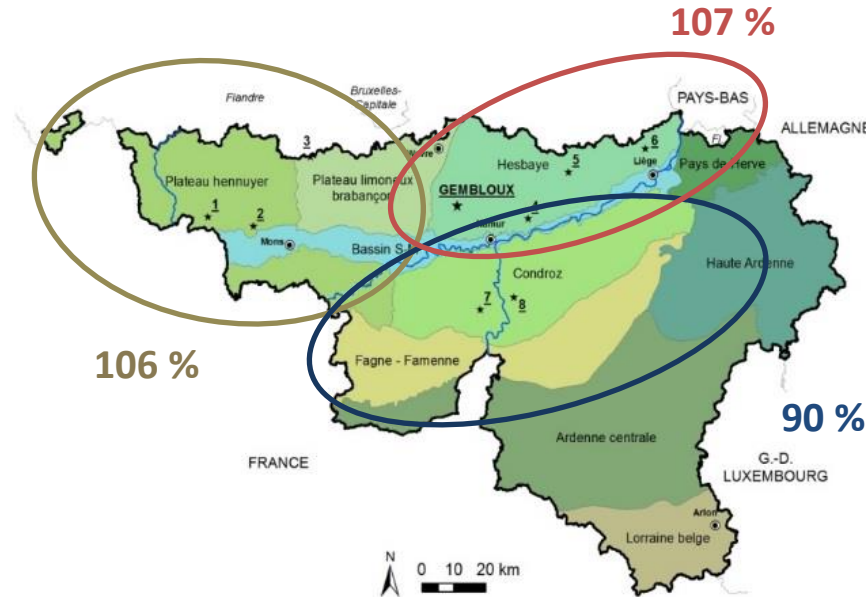 107 %
Flandre
Bruxelles-
Capitale
PAYS-BAS
ALLEMAGNE
3
6
5
Liège
Hesbaye
Pays de Herve
Plateau hennuyer
Plateau limoneux
brabançon
GEMBLOUX
1
2
4
Namur
Mons
Bassin S
Condroz
Haute Ardenne
7
8
106 %
Fagne - Famenne
90 %
Ardenne centrale
FRANCE
G.-D.
LUXEMBOURG
Arlon
Lorraine belge
N
0 10 20 km